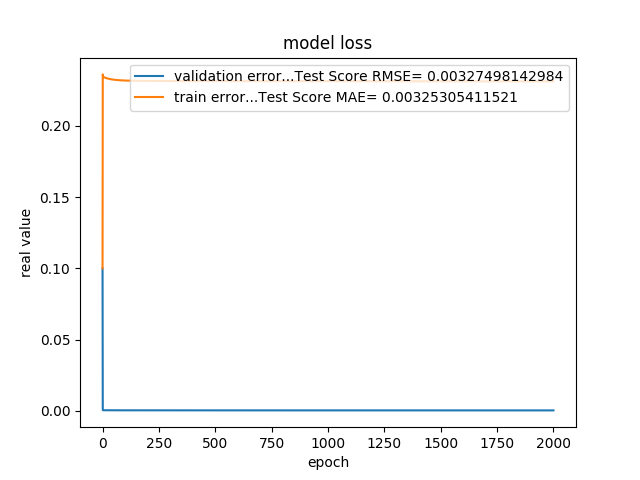 model loss
validation error...Test Score RMSE= 0.00327498142984
train error...Test Score MAE= 0.00325305411521
real value
0.20
0.15
0.10
0.05
0.00
0 250 500 750 1000 1250 1500 1750 2000
epoch